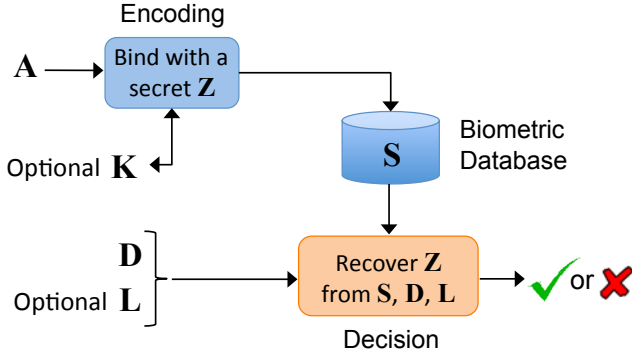 Encoding
A
Bind with a
secret Z
Optional K
S
Biometric
Database
D
Optional L
Recover Z
from S, D, L
or
Decision